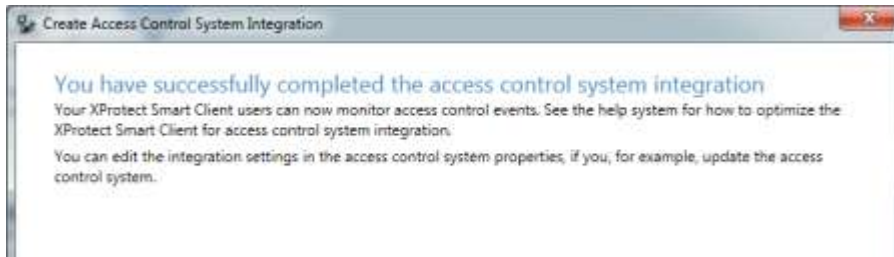 Create Access Control System Integration
You have successfully completed the access control system integration
Your XProtect Smart Client users can now monitor access control events. See the help system for how to optimize the
XProtect Smart Client for access control system integration.
You can edit the integration settings in the access control system properties, if you, for example, update the access
control system.